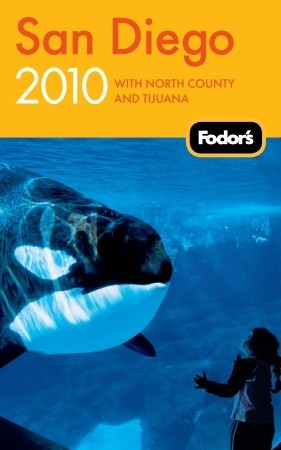 San Diego
2010 WITH NORTH COUNTY
AND TIJUANA
Fodor's